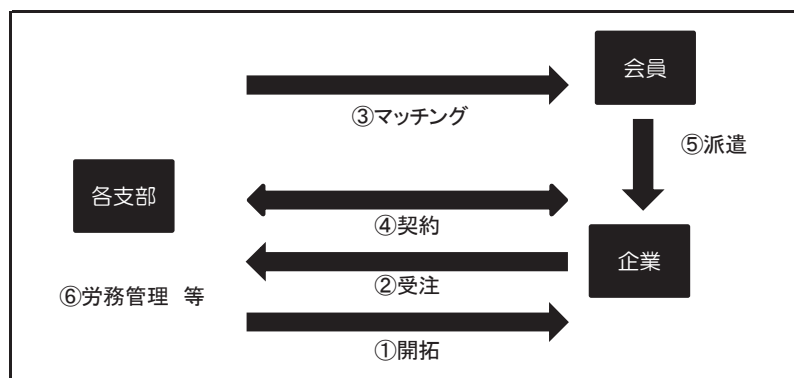 会員
③マッチング
⑤派遣
各支部
④契約
企業
②受注
⑥労務管理　等
①開拓